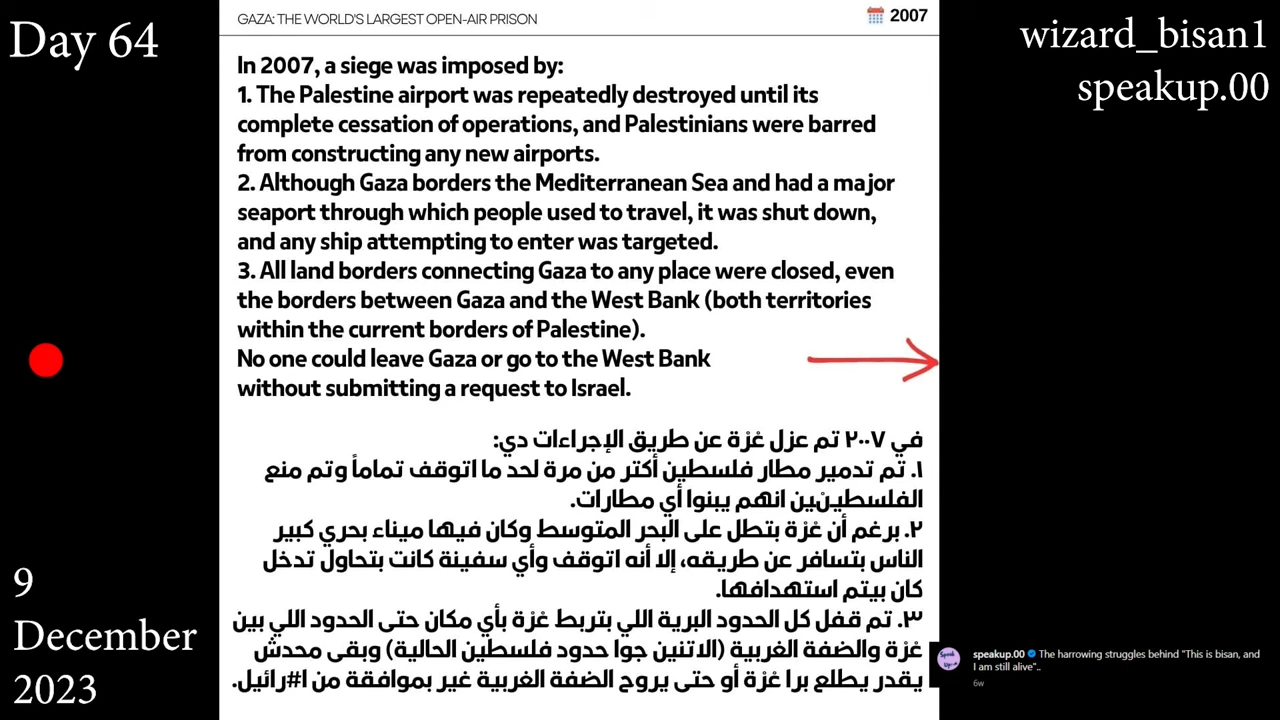 Day 64
GAZA: THE WORLD'S LARGEST OPEN-AIR PRISON
2007
wizard_bisan1
speakup.00
In 2007, a siege was imposed by:
1. The Palestine airport was repeatedly destroyed until its
complete cessation of operations, and Palestinians were barred
from constructing any new airports.
2. Although Gaza borders the Mediterranean Sea and had a major
seaport through which people used to travel, it was shut down,
and any ship attempting to enter was targeted.
3. All land borders connecting Gaza to any place were closed, even
the borders between Gaza and the West Bank (both territories
within the current borders of Palestine).
No one could leave Gaza or go to the West Bank
without submitting a request to Israel.
في ٢٠٠٧ تم عزل غزة عن طريق الإجراءات دي:
١. تم تدمير مطار فلسطين أكتر من مرة لحد ما اتوقف تماماً وتم منع
الفلسطينين انهم يبنوا أي مطارات.
٢. برغم أن غزة بتطل على البحر المتوسط وكان فيها ميناء بحري كبير
الناس بتسافر عن طريقه، إلا أنه اتوقف وأي سفينة كانت بتحاول تدخل
كان بيتم استهدافها.
٣. تم قفل كل الحدود البرية اللي بتربط غزة بأي مكان حتى الحدود اللي بين
غزة والضفة الغربية (الاتنين جوا حدود فلسطين الحالية) وبقى محدش
يقدر يطلع برا غزة أو حتى يروح الضفة الغربية غير بموافقة من ا#رائيل.
9
December
2023
Speak Up
speakup.00 The harrowing struggles behind "This is bisan, and
I am still alive"..
6w